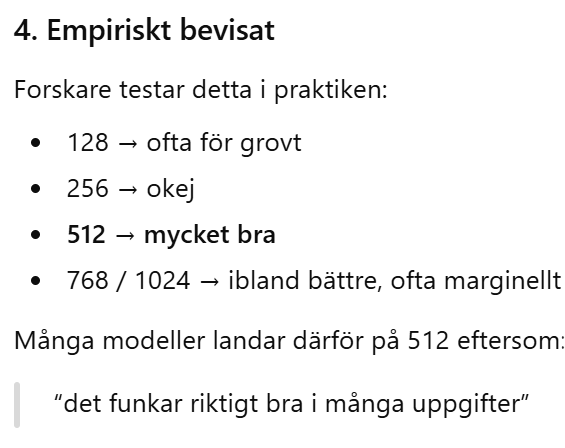 4. Empiriskt bevisat
Forskare testar detta i praktiken:
• 128 → ofta för grovt
• 256 → okej
• 512 → mycket bra
• 768 / 1024 → ibland bättre, ofta marginellt
Många modeller landar därför på 512 eftersom:
“det funkar riktigt bra i många uppgifter”